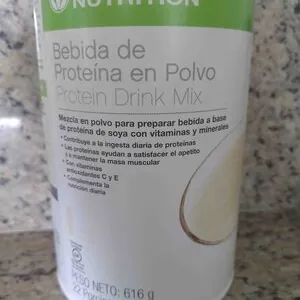 NUTRITION
Bebida de
Proteína en Polvo
Protein Drink Mix
Mezcla en polvo para preparar bebida a base
de proteína de soya con vitaminas y minerales
• Contribuye a la ingesta diaria de proteínas
• Las proteínas ayudan a satisfacer el apetito
y a mantener la masa muscular
• Con vitaminas
antioxidantes C y E
• Complementa la
nutrición diaria
PESO NETO: 616 g
22